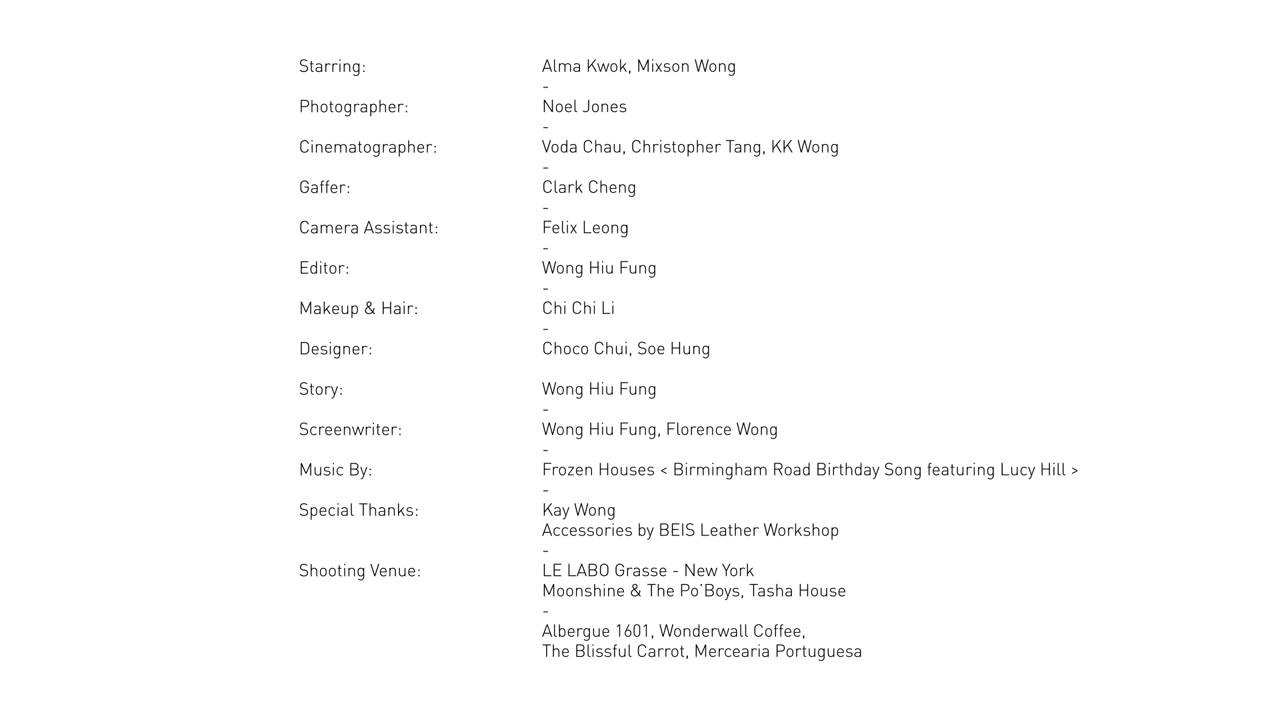 Starring: Alma Kwok, Mixson Wong
-
Photographer: Noel Jones
-
Cinematographer: Voda Chau, Christopher Tang, KK Wong
-
Gaffer: Clark Cheng
-
Camera Assistant: Felix Leong
-
Editor: Wong Hiu Fung
-
Makeup & Hair: Chi Chi Li
-
Designer: Choco Chui, Soe Hung
Story: Wong Hiu Fung
-
Screenwriter: Wong Hiu Fung, Florence Wong
-
Music By: Frozen Houses < Birmingham Road Birthday Song featuring Lucy Hill >
-
Special Thanks: Kay Wong
Accessories by BEIS Leather Workshop
-
Shooting Venue: LE LABO Grasse - New York
Moonshine & The Po'Boys, Tasha House
-
Albergue 1601, Wonderwall Coffee,
The Blissful Carrot, Mercearia Portuguesa